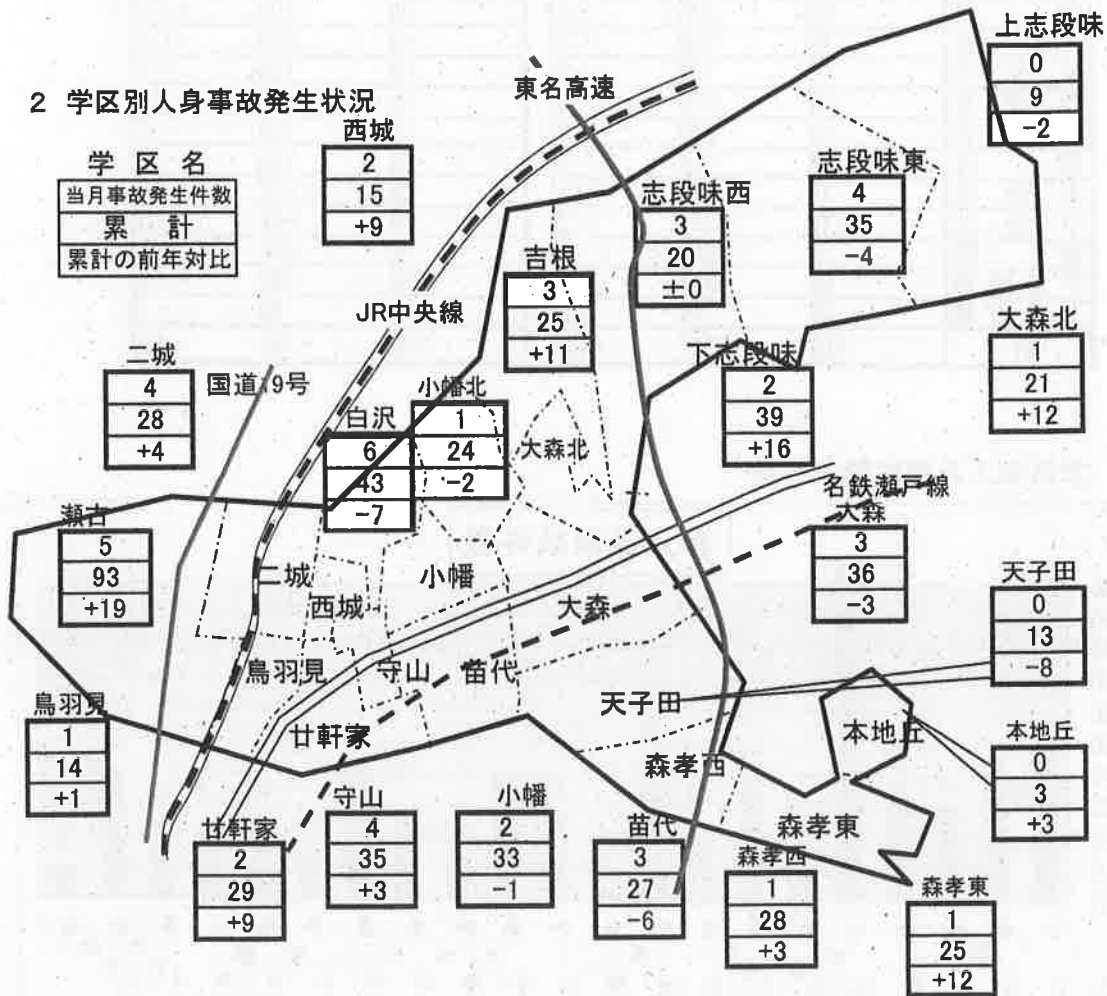 2 学区別人身事故発生状況
学区名
当月事故発生件数
累計
累計の前年対比
西城
2
15
+9
東名高速
上志段味
0
9
-2
志段味東
4
35
-4
志段味西
3
20
±0
吉根
3
25
+11
JR中央線
大森北
1
21
+12
下志段味
2
39
+16
二城
4
28
+4
国道19号
小幡北
1
24
-2
白沢
6
43
-7
大森北
名鉄瀬戸線
大森
3
36
-3
瀬古
5
93
+19
二城
西城
小幡
大森
天子田
0
13
-8
鳥羽見
守山
苗代
天子田
鳥羽見
1
14
+1
廿軒家
本地丘
森孝西
本地丘
0
3
+3
森孝東
廿軒家
2
29
+9
守山
4
35
+3
小幡
2
33
-1
苗代
3
27
-6
森孝西
1
28
+3
森孝東
1
25
+12